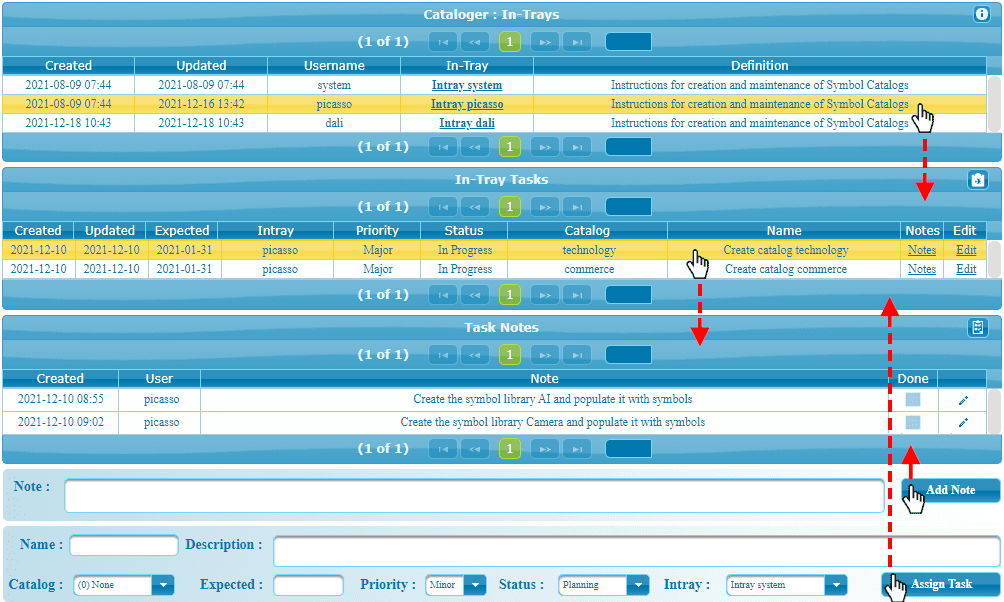 Cataloger : In-Trays
(1 of 1) 1
Created Updated Username In-Tray Definition
2021-08-09 07:44 2021-08-09 07:44 system Intray system Instructions for creation and maintenance of Symbol Catalogs
2021-08-09 07:44 2021-12-16 13:42 picasso Intray picasso Instructions for creation and maintenance of Symbol Catalogs
2021-12-18 10:43 2021-12-18 10:43 dali Intray dali Instructions for creation and maintenance of Symbol Catalogs
(1 of 1) 1
In-Tray Tasks
(1 of 1) 1
Created Updated Expected Intray Priority Status Catalog Name Notes Edit
2021-12-10 2021-12-10 2021-01-31 picasso Major In Progress technology Create catalog technology Notes Edit
2021-12-10 2021-12-10 2021-01-31 picasso Major In Progress commerce Create catalog commerce Notes Edit
(1 of 1) 1
Task Notes
(1 of 1) 1
Created User Note Done
2021-12-10 08:55 picasso Create the symbol library AI and populate it with symbols
2021-12-10 09:02 picasso Create the symbol library Camera and populate it with symbols
(1 of 1) 1
Note : Add Note
Name : Description :
Catalog : (0) None Expected : Priority : Minor Status : Planning Intray : Intray system Assign Task